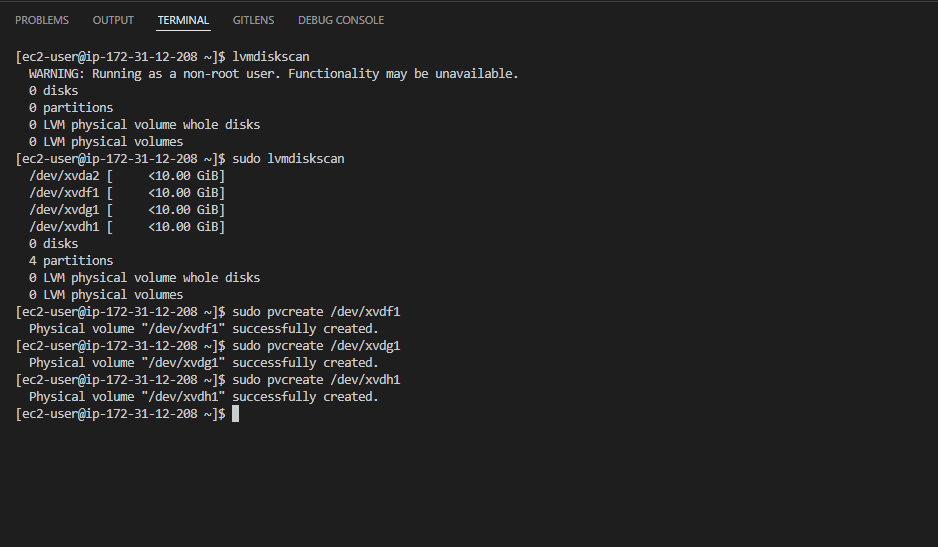 PROBLEMS OUTPUT TERMINAL GITLENS DEBUG CONSOLE
[ec2-user@ip-172-31-12-208 ~]$ lvmdiskscan
  WARNING: Running as a non-root user. Functionality may be unavailable.
  0 disks
  0 partitions
  0 LVM physical volume whole disks
  0 LVM physical volumes
[ec2-user@ip-172-31-12-208 ~]$ sudo lvmdiskscan
  /dev/xvda2 [     <10.00 GiB]
  /dev/xvdf1 [     <10.00 GiB]
  /dev/xvdg1 [     <10.00 GiB]
  /dev/xvdh1 [     <10.00 GiB]
  0 disks
  4 partitions
  0 LVM physical volume whole disks
  0 LVM physical volumes
[ec2-user@ip-172-31-12-208 ~]$ sudo pvcreate /dev/xvdf1
  Physical volume "/dev/xvdf1" successfully created.
[ec2-user@ip-172-31-12-208 ~]$ sudo pvcreate /dev/xvdg1
  Physical volume "/dev/xvdg1" successfully created.
[ec2-user@ip-172-31-12-208 ~]$ sudo pvcreate /dev/xvdh1
  Physical volume "/dev/xvdh1" successfully created.
[ec2-user@ip-172-31-12-208 ~]$